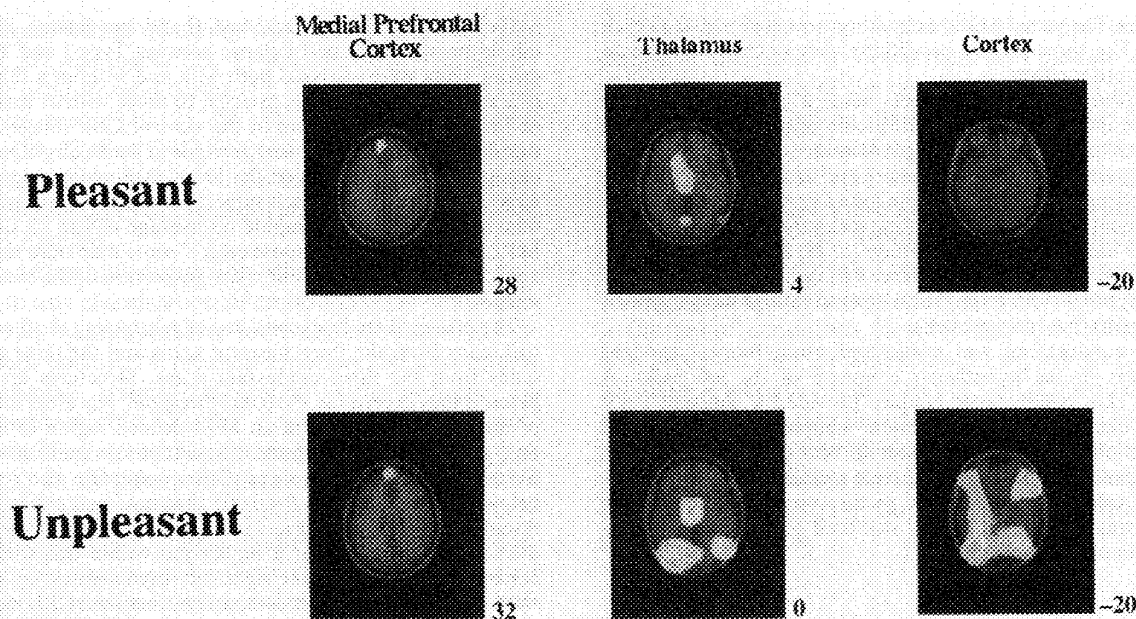 Medial Prefrontal
Cortex
Thalamus
Cortex
Pleasant
28
4
–20
Unpleasant
32
0
–20